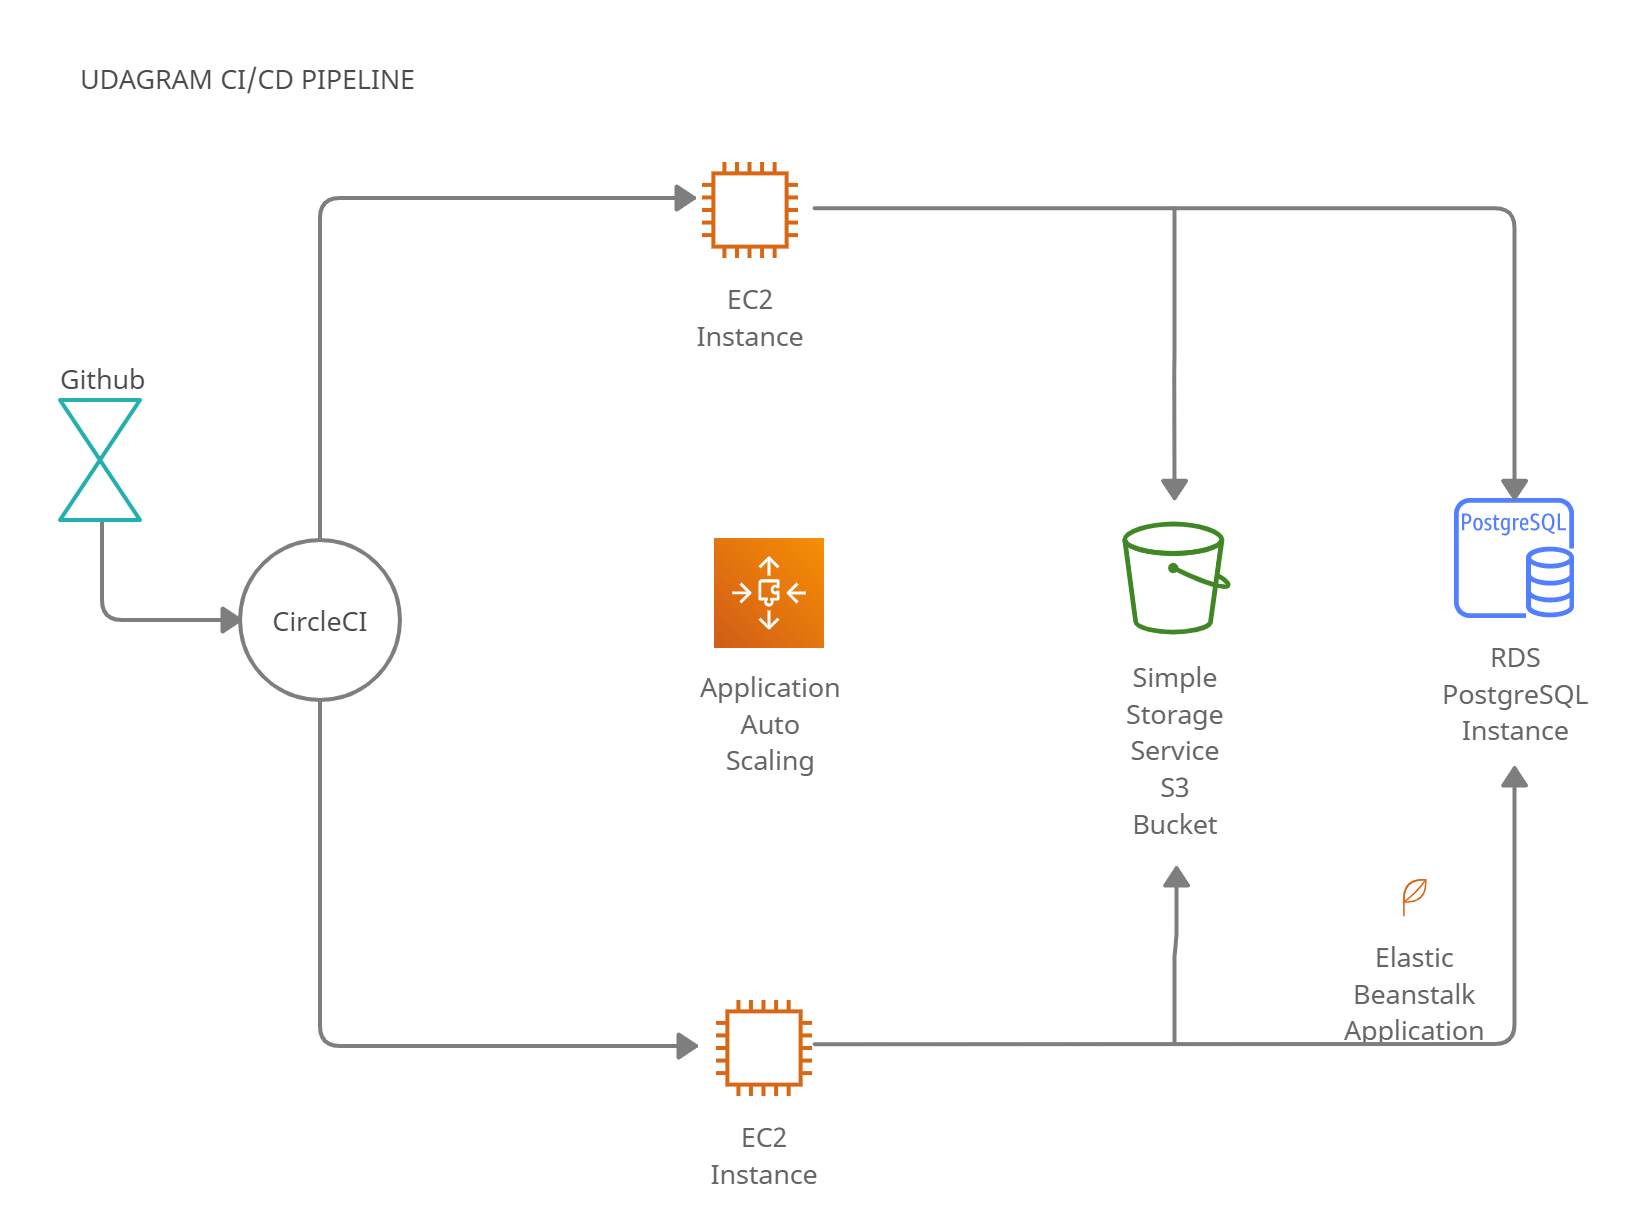 UDAGRAM CI/CD PIPELINE
EC2
Instance
Github
CircleCI
Application
Auto
Scaling
Simple
Storage
Service
S3
Bucket
PostgreSQL
RDS
PostgreSQL
Instance
Elastic
Beanstalk
Application
EC2
Instance